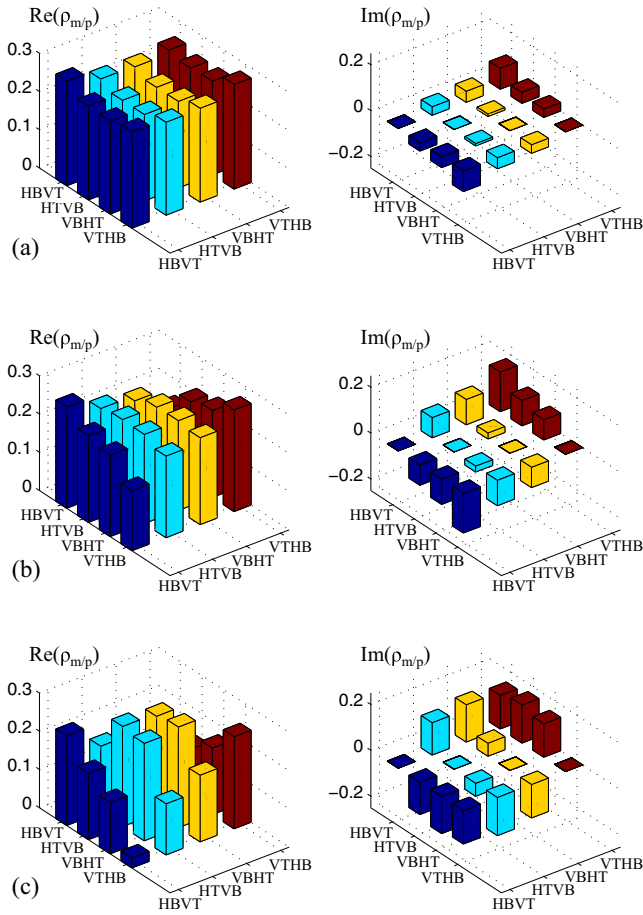 Re(ρm/p)
0.3
0.2
0.1
0
HBVT
HTVB
VBHT
VTHB
HBVT
HTVB
VBHT
VTHB
Im(ρm/p)
0.2
0
−0.2
HBVT
HTVB
VBHT
VTHB
HBVT
HTVB
VBHT
VTHB
(a)
Re(ρm/p)
0.3
0.2
0.1
0
HBVT
HTVB
VBHT
VTHB
HBVT
HTVB
VBHT
VTHB
Im(ρm/p)
0.2
0
−0.2
HBVT
HTVB
VBHT
VTHB
HBVT
HTVB
VBHT
VTHB
(b)
Re(ρm/p)
0.3
0.2
0.1
0
HBVT
HTVB
VBHT
VTHB
HBVT
HTVB
VBHT
VTHB
Im(ρm/p)
0.2
0
−0.2
HBVT
HTVB
VBHT
VTHB
HBVT
HTVB
VBHT
VTHB
(c)